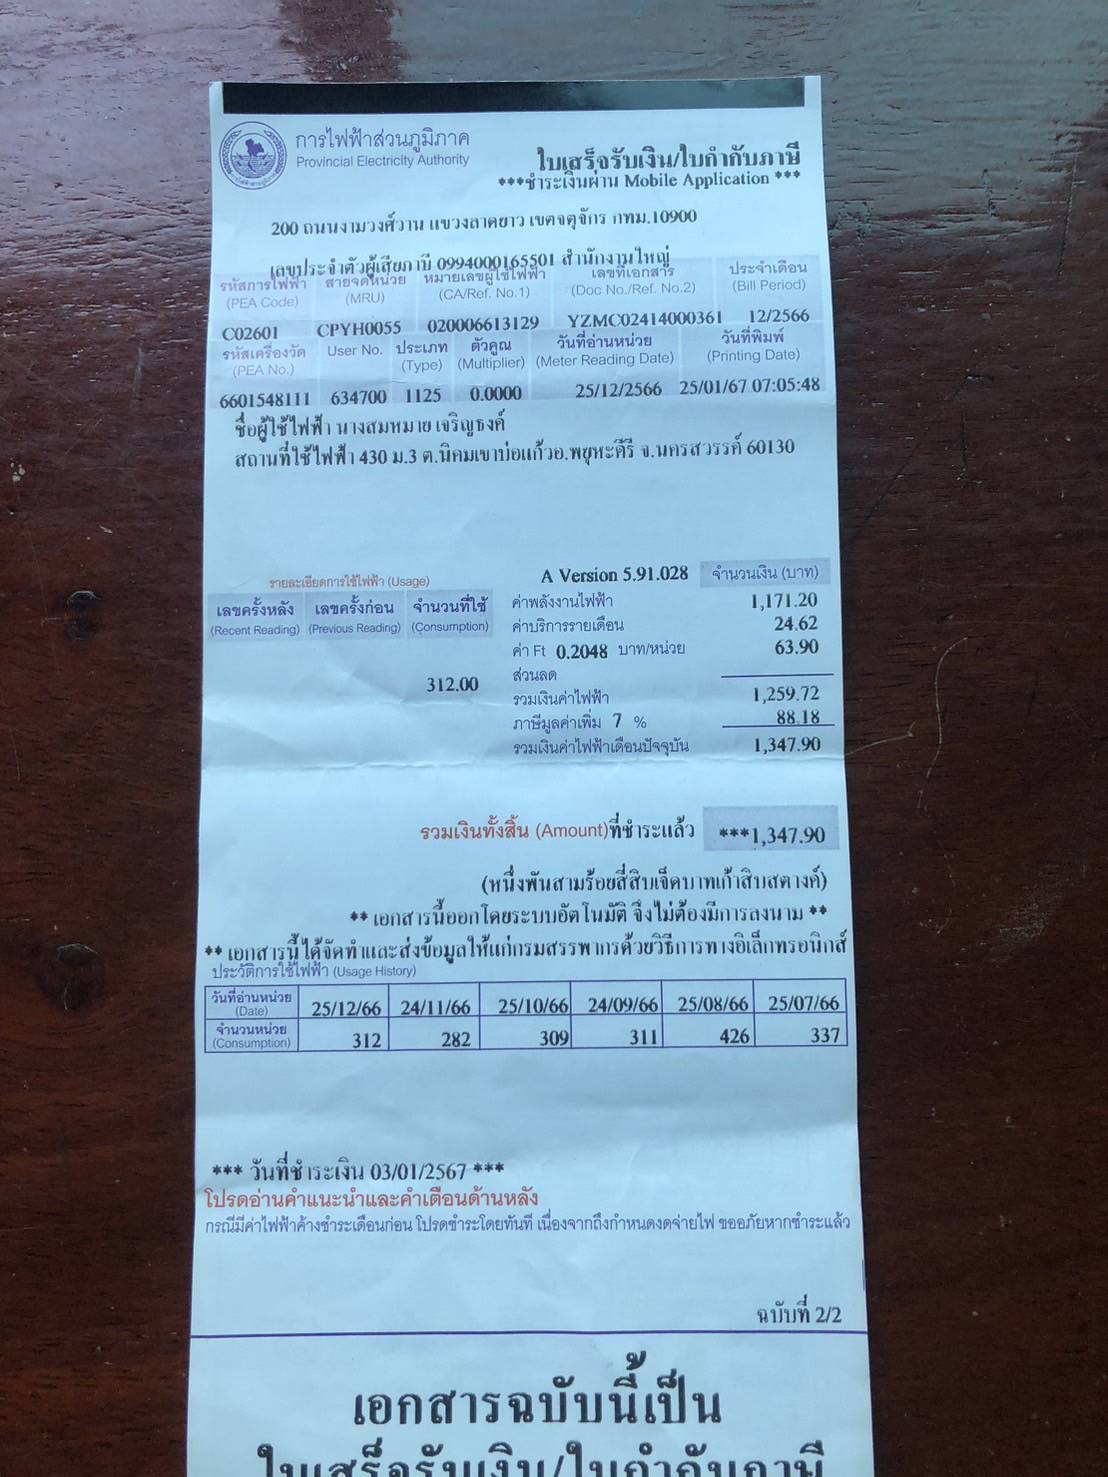 การไฟฟ้าส่วนภูมิภาค
Provincial Electricity Authority
ใบเสร็จรับเงิน/ใบกำกับภาษี
***ชำระเงินผ่าน Mobile Application ***
200 ถนนงามวงศ์วาน แขวงลาดยาว เขตจตุจักร กทม.10900
เลขประจำตัวผู้เสียภาษี 0994000165501 สำนักงานใหญ่
รหัสการไฟฟ้า สายจดหน่วย หมายเลขผู้ใช้ไฟฟ้า เลขที่เอกสาร ประจำเดือน
(PEA Code) (MRU) (CA/Ref. No.1) (Doc No./Ref. No.2) (Bill Period)
C02601 CPYH0055 020006613129 YZMC02414000361 12/2566
รหัสเครื่องวัด User No. ประเภท ตัวคูณ วันที่อ่านหน่วย วันที่พิมพ์
(PEA No.) (Type) (Multiplier) (Meter Reading Date) (Printing Date)
6601548111 634700 1125 0.0000 25/12/2566 25/01/67 07:05:48
ชื่อผู้ใช้ไฟฟ้า นางสมหมาย เจริญธงค์
สถานที่ใช้ไฟฟ้า 430 ม.3 ต.นิคมเขาบ่อแก้วอ.พยุหะคีรี จ.นครสวรรค์ 60130
รายละเอียดการใช้ไฟฟ้า (Usage) A Version 5.91.028 จำนวนเงิน (บาท)
เลขครั้งหลัง เลขครั้งก่อน จำนวนที่ใช้ ค่าพลังงานไฟฟ้า 1,171.20
(Recent Reading) (Previous Reading) (Consumption) ค่าบริการรายเดือน 24.62
ค่า Ft 0.2048 บาท/หน่วย 63.90
312.00 ส่วนลด
รวมเงินค่าไฟฟ้า 1,259.72
ภาษีมูลค่าเพิ่ม 7 % 88.18
รวมเงินค่าไฟฟ้าเดือนปัจจุบัน 1,347.90
รวมเงินทั้งสิ้น (Amount)ที่ชำระแล้ว ***1,347.90
(หนึ่งพันสามร้อยสี่สิบเจ็ดบาทเก้าสิบสตางค์)
** เอกสารนี้ออกโดยระบบอัตโนมัติ จึงไม่ต้องมีการลงนาม **
** เอกสารนี้ได้จัดทำและส่งข้อมูลให้แก่กรมสรรพากรด้วยวิธีการทางอิเล็กทรอนิกส์
ประวัติการใช้ไฟฟ้า (Usage History)
วันที่อ่านหน่วย (Date) 25/12/66 24/11/66 25/10/66 24/09/66 25/08/66 25/07/66
จำนวนหน่วย (Consumption) 312 282 309 311 426 337
*** วันที่ชำระเงิน 03/01/2567 ***
โปรดอ่านคำแนะนำและคำเตือนด้านหลัง
กรณีมีค่าไฟฟ้าค้างชำระเดือนก่อน โปรดชำระโดยทันที เนื่องจากถึงกำหนดงดจ่ายไฟ ขออภัยหากชำระแล้ว
ฉบับที่ 2/2
เอกสารฉบับนี้เป็น
ใบเสร็จรับเงิน/ใบกำกับภาษี